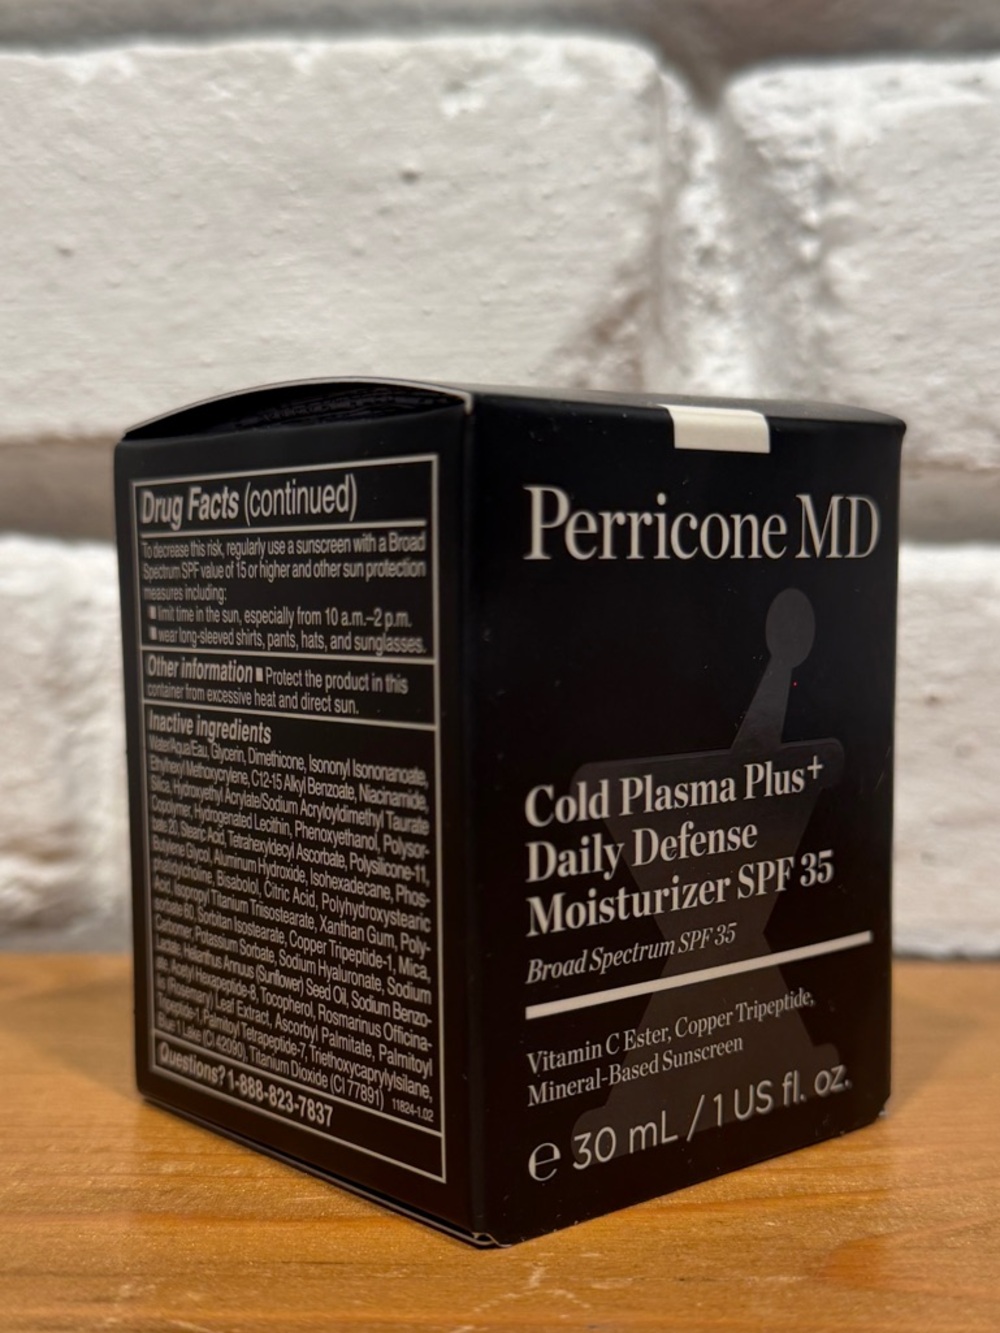 Drug Facts (continued)
To decrease this risk, regularly use a sunscreen with a Broad
Spectrum SPF value of 15 or higher and other sun protection
measures including:
■ limit time in the sun, especially from 10 a.m.–2 p.m.
■ wear long-sleeved shirts, pants, hats, and sunglasses.
Other information ■ Protect the product in this
container from excessive heat and direct sun.
Inactive ingredients
Water/Aqua/Eau, Glycerin, Dimethicone, Isononyl Isononanoate,
Ethylhexyl Methoxycrylene, C12-15 Alkyl Benzoate, Niacinamide,
Silica, Hydroxyethyl Acrylate/Sodium Acryloyldimethyl Taurate
Copolymer, Hydrogenated Lecithin, Phenoxyethanol, Polysor-
bate 20, Stearic Acid, Tetrahexyldecyl Ascorbate, Polysilicone-11,
Butylene Glycol, Aluminum Hydroxide, Isohexadecane, Phos-
phatidylcholine, Bisabolol, Citric Acid, Polyhydroxystearic
Acid, Isopropyl Titanium Triisostearate, Xanthan Gum, Poly-
sorbate 60, Sorbitan Isostearate, Copper Tripeptide-1, Mica,
Carbomer, Potassium Sorbate, Sodium Hyaluronate, Sodium
Lactate, Helianthus Annuus (Sunflower) Seed Oil, Sodium Benzo-
ate, Acetyl Hexapeptide-8, Tocopherol, Rosmarinus Officina-
lis (Rosemary) Leaf Extract, Ascorbyl Palmitate, Palmitoyl
Tripeptide-1, Palmitoyl Tetrapeptide-7, Triethoxycaprylylsilane,
Blue 1 Lake (CI 42090), Titanium Dioxide (CI 77891) 11824-1.02
Questions? 1-888-823-7837
Perricone MD
Cold Plasma Plus+
Daily Defense
Moisturizer SPF 35
Broad Spectrum SPF 35
Vitamin C Ester, Copper Tripeptide,
Mineral-Based Sunscreen
℮ 30 mL / 1 US fl. oz.